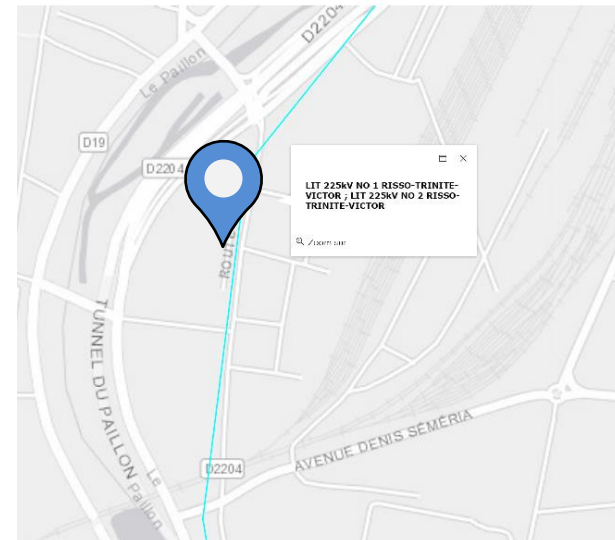 D2204
Le Paillon
D19
D2204
LIT 225kV NO 1 RISSO-TRINITE-
VICTOR ; LIT 225kV NO 2 RISSO-
TRINITE-VICTOR
Zoom sur
ROUTE
TUNNEL DU PAILLON
AVENUE DENIS SÉMÉRIA
D2204
Le
Paillon